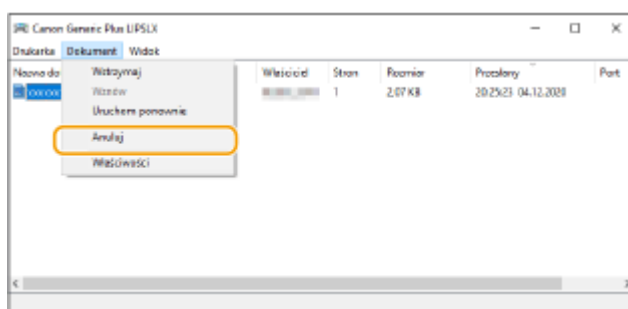 Canon Generic Plus LIPSLX
Drukarka Dokument Widok
Nazwa do Właściciel Stron Rozmiar Przesłany Port
Wstrzymaj
Wznów
1 2,07 KB 20:25:23 04.12.2020
Uruchom ponownie
Anuluj
Właściwości